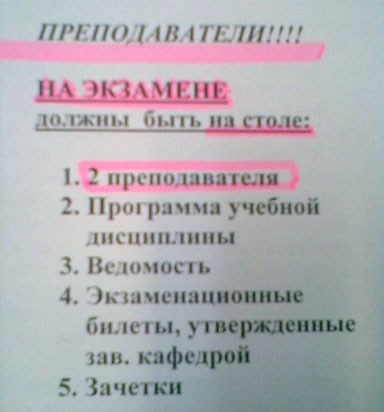 ПРЕПОДАВАТЕЛИ!!!!
НА ЭКЗАМЕНЕ
должны быть на столе:
1. 2 преподавателя
2. Программа учебной
дисциплины
3. Ведомость
4. Экзаменационные
билеты, утвержденные
зав. кафедрой
5. Зачетки